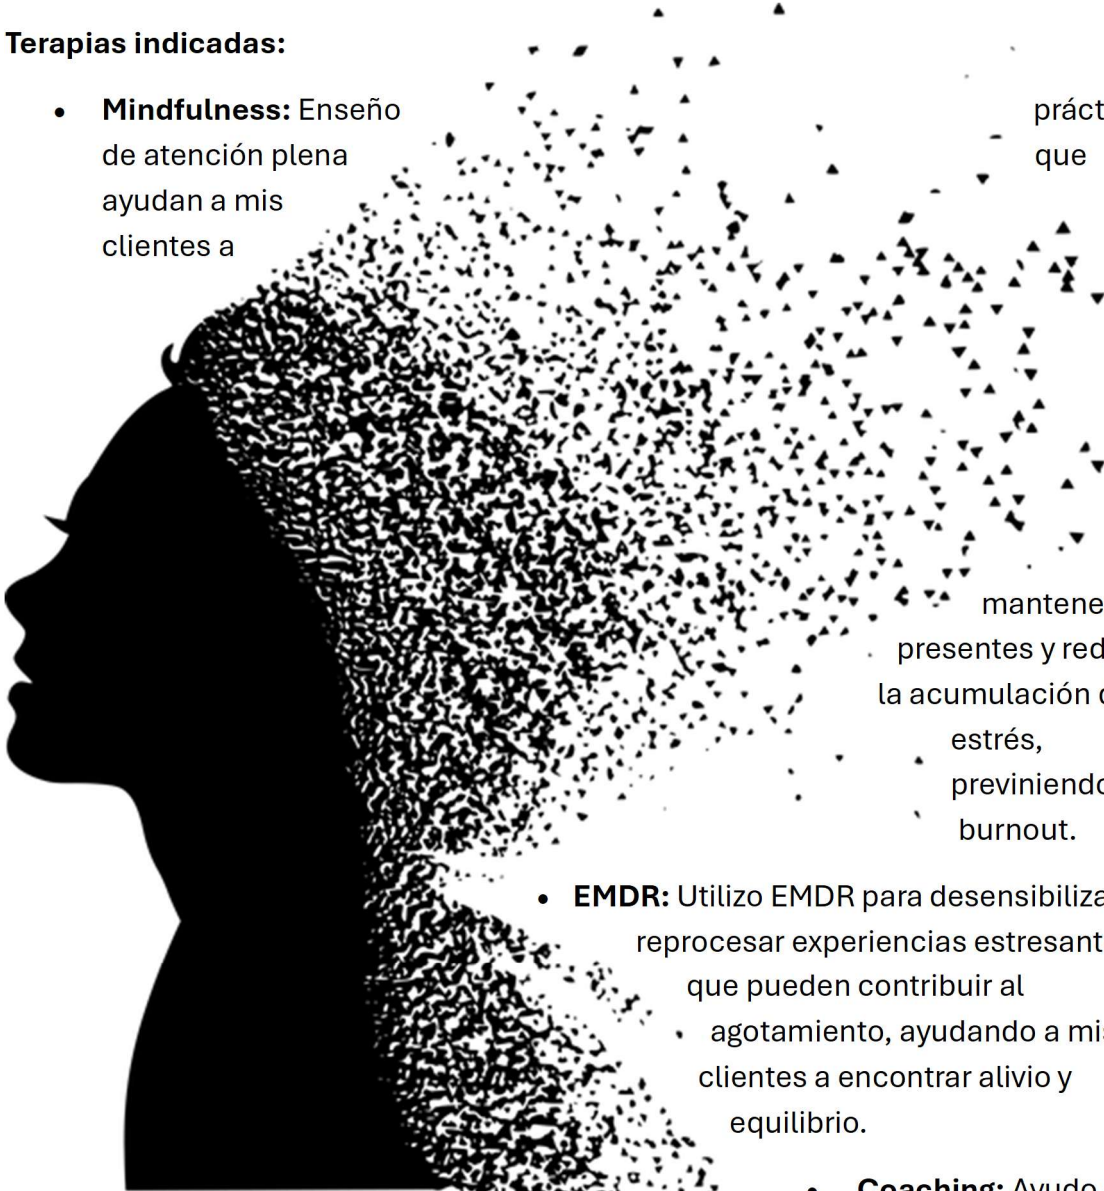 Terapias indicadas:
• Mindfulness: Enseño práct
de atención plena que
ayudan a mis
clientes a
mantene
presentes y red
la acumulación d
estrés,
previniendo
burnout.
• EMDR: Utilizo EMDR para desensibiliza
reprocesar experiencias estresant
que pueden contribuir al
agotamiento, ayudando a mis
clientes a encontrar alivio y
equilibrio.
• Coaching: Ayudo